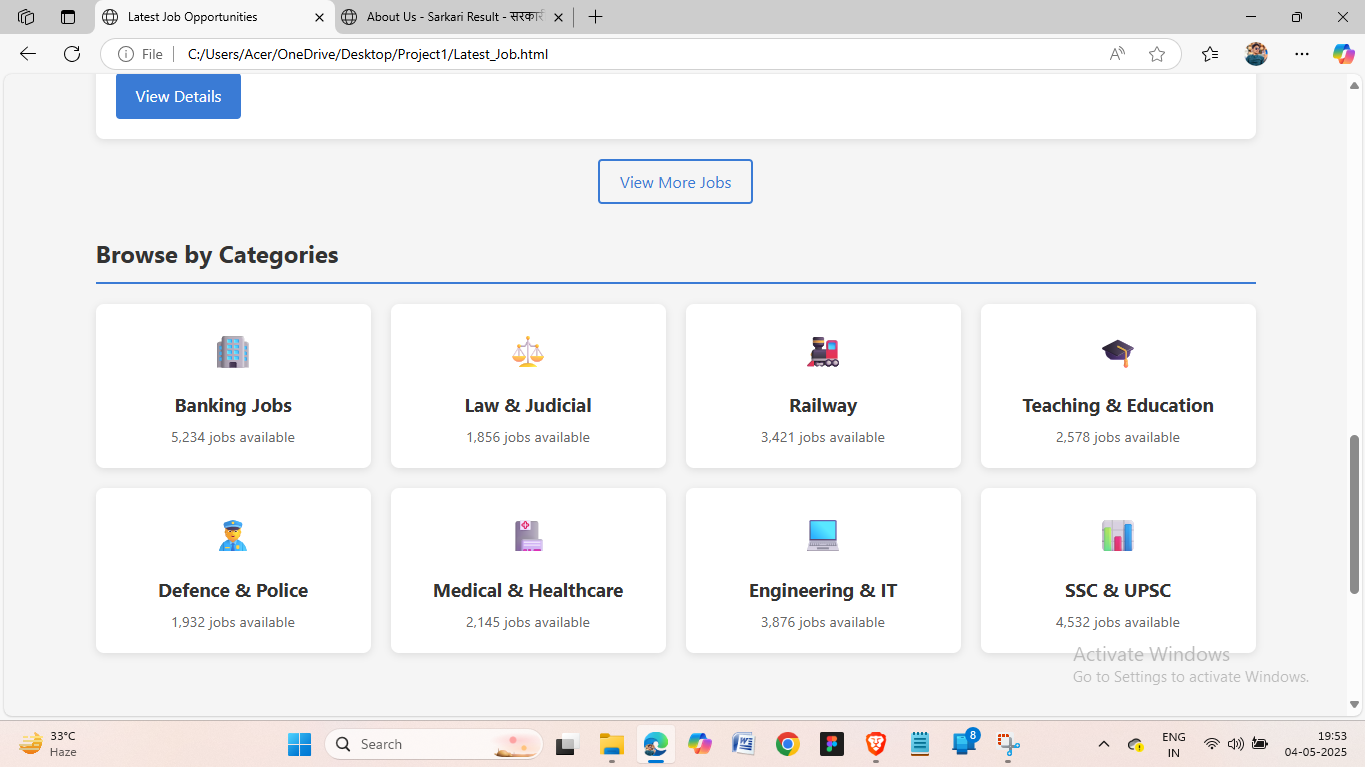 Latest Job Opportunities
About Us - Sarkari Result - सरकारी
File
C:/Users/Acer/OneDrive/Desktop/Project1/Latest_Job.html
View Details
View More Jobs
Browse by Categories
Banking Jobs
5,234 jobs available
Law & Judicial
1,856 jobs available
Railway
3,421 jobs available
Teaching & Education
2,578 jobs available
Defence & Police
1,932 jobs available
Medical & Healthcare
2,145 jobs available
Engineering & IT
3,876 jobs available
SSC & UPSC
4,532 jobs available
Activate Windows
Go to Settings to activate Windows.
33°C
Haze
Search
8
ENG
IN
19:53
04-05-2025